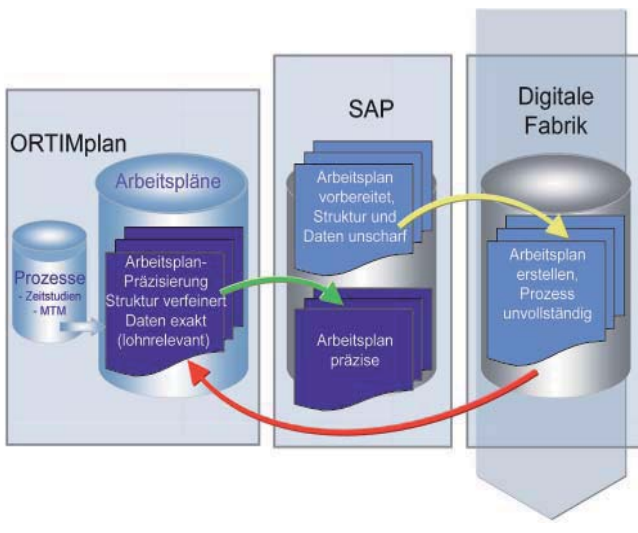 ORTIMplan
Prozesse
- Zeitstudien
- MTM
Arbeitspläne
Arbeitsplan-
Präzisierung
Struktur verfeinert
Daten exakt
(lohnrelevant)
SAP
Arbeitsplan
vorbereitet,
Struktur und
Daten unscharf
Arbeitsplan
präzise
Digitale
Fabrik
Arbeitsplan
erstellen,
Prozess
unvollständig